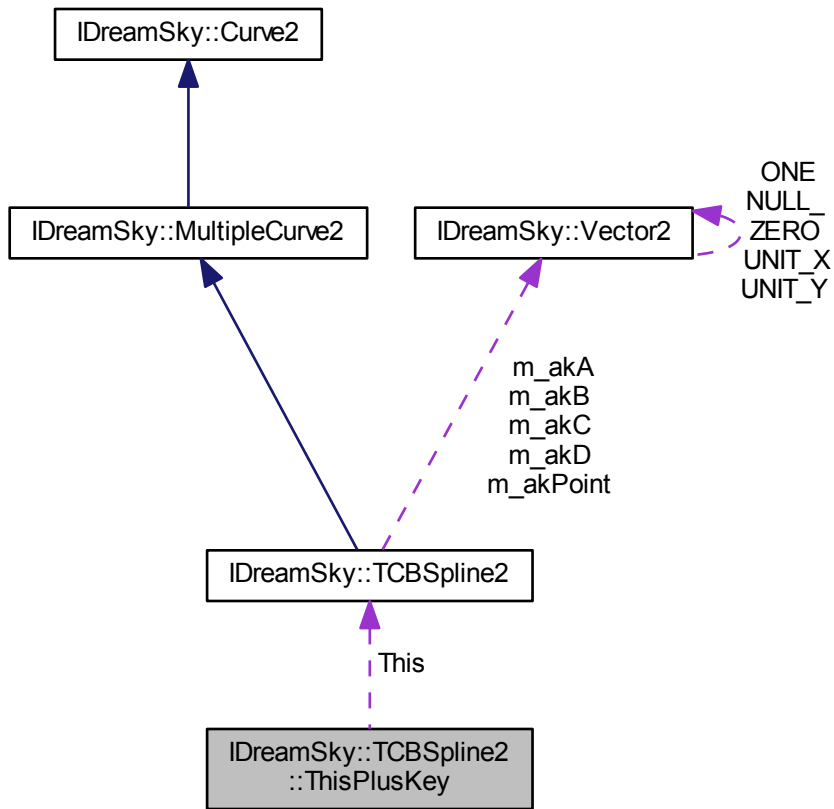 IDreamSky::Curve2
IDreamSky::MultipleCurve2
IDreamSky::Vector2
ONE
NULL_
ZERO
UNIT_X
UNIT_Y
m_akA
m_akB
m_akC
m_akD
m_akPoint
IDreamSky::TCBSpline2
This
IDreamSky::TCBSpline2
::ThisPlusKey